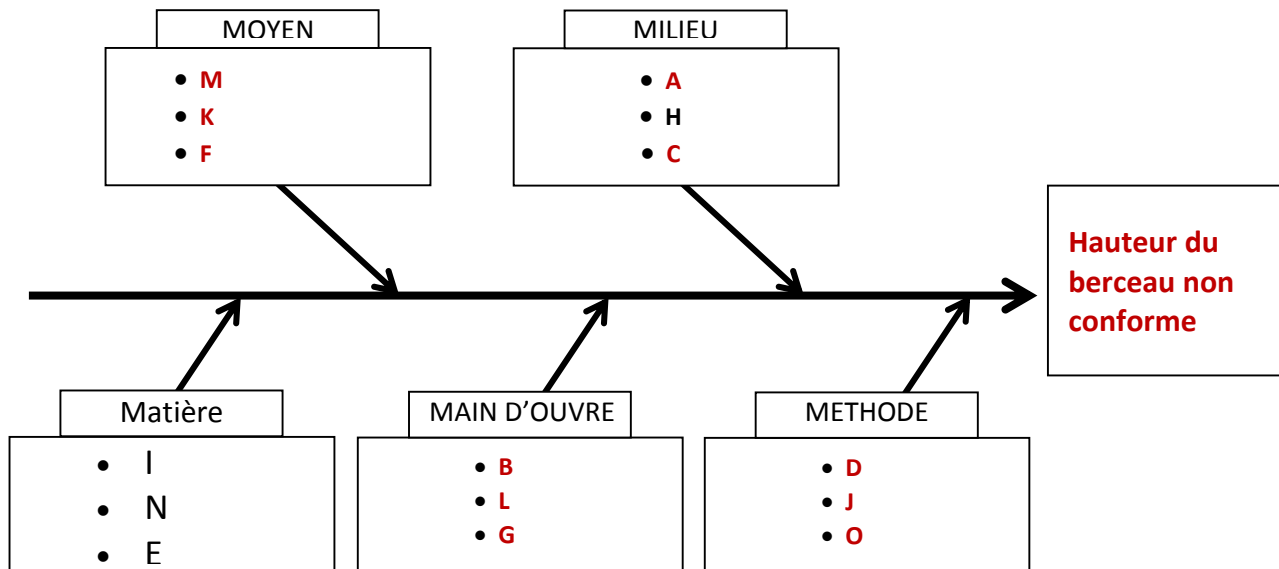 MOYEN
M
K
F
MILIEU
A
H
C
Hauteur du
berceau non
conforme
Matière
I
N
E
MAIN D'OUVRE
B
L
G
METHODE
D
J
O